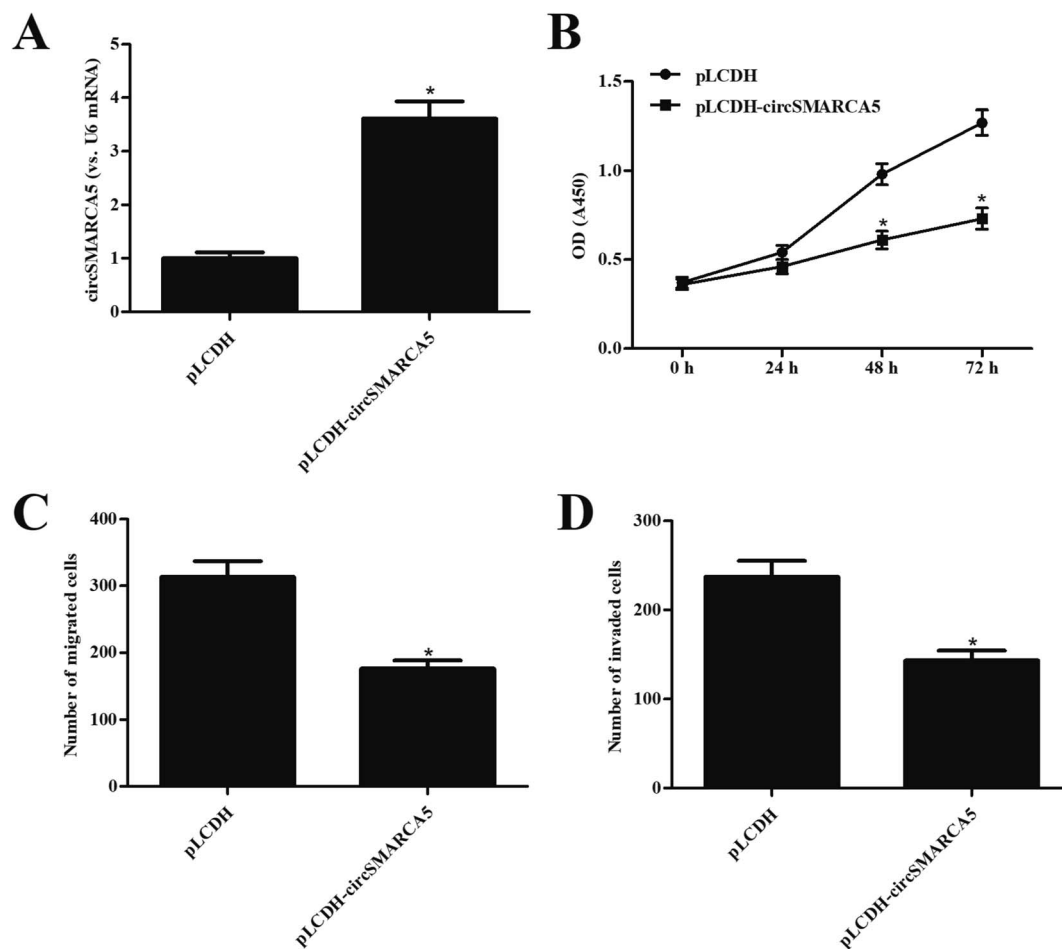 A
circSMARCA5 (vs. U6 mRNA)
5
4
3
2
1
0
*
pLCDH
pLCDH-circSMARCA5
B
pLCDH
pLCDH-circSMARCA5
OD (A450)
1.5
1.0
0.5
0.0
*
*
0 h
24 h
48 h
72 h
C
Number of migrated cells
400
300
200
100
0
*
pLCDH
pLCDH-circSMARCA5
D
Number of invaded cells
300
200
100
0
*
pLCDH
pLCDH-circSMARCA5